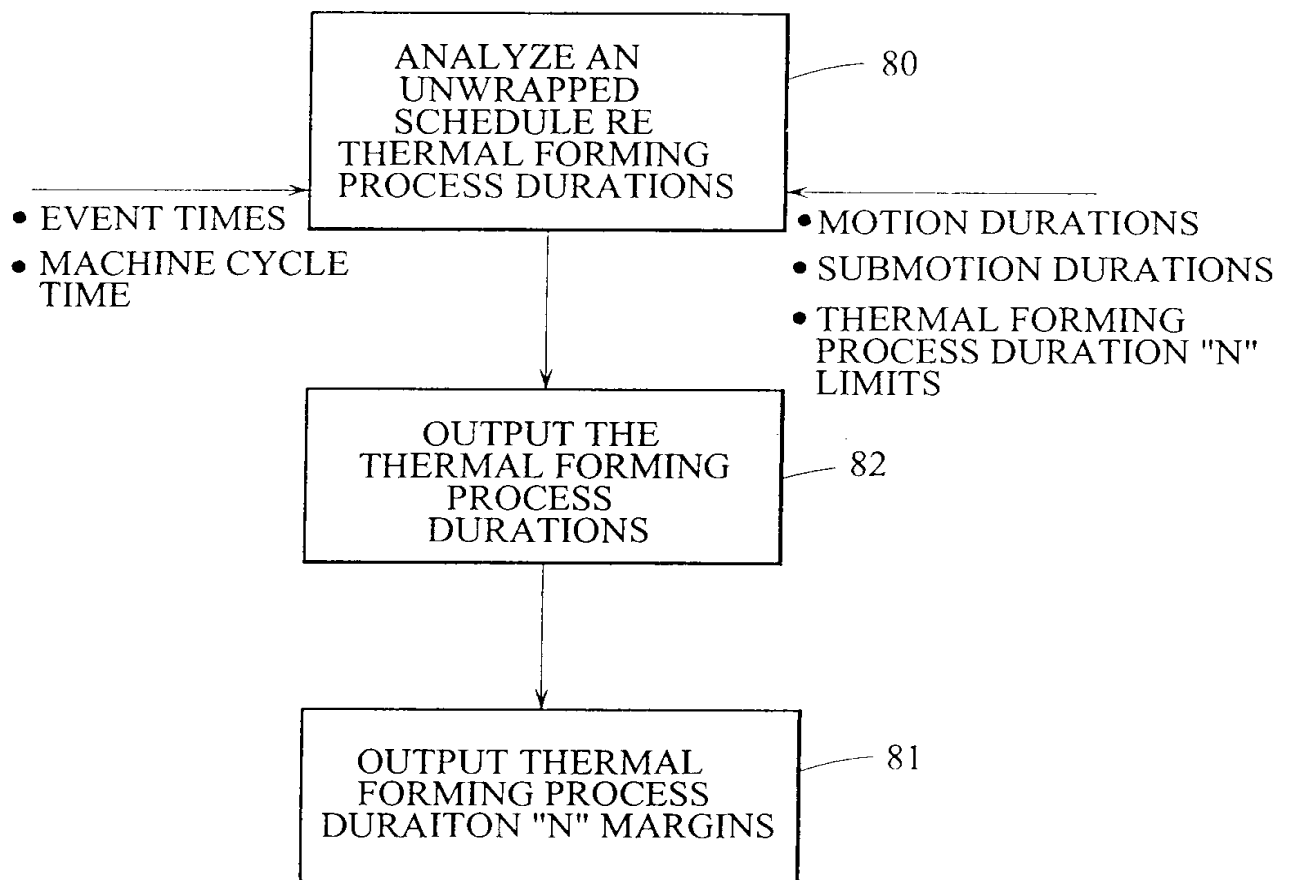 ANALYZE AN
UNWRAPPED
SCHEDULE RE
THERMAL FORMING
PROCESS DURATIONS
80
• EVENT TIMES
• MACHINE CYCLE
TIME
• MOTION DURATIONS
• SUBMOTION DURATIONS
• THERMAL FORMING
PROCESS DURATION "N"
LIMITS
OUTPUT THE
THERMAL FORMING
PROCESS
DURATIONS
82
OUTPUT THERMAL
FORMING PROCESS
DURAITON "N" MARGINS
81